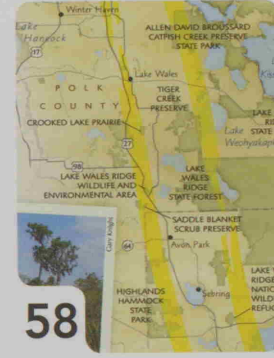 Winter Haven
Lake
Hancock
ALLEN DAVID BROUSSARD
CATFISH CREEK PRESERVE
STATE PARK
17
Lake Wales
POLK
COUNTY
TIGER
CREEK
PRESERVE
CROOKED LAKE PRAIRIE
LAKE
STATE
Lake
Weohyakapka
27
98
LAKE WALES RIDGE
WILDLIFE AND
ENVIRONMENTAL AREA
LAKE
WALES
RIDGE
STATE FOREST
SADDLE BLANKET
SCRUB PRESERVE
Gary Knight
64
Avon Park
HIGHLANDS
HAMMOCK
STATE
PARK
Sebring
LAKE
RIDGE
NATIO
WILD
REFUG
58